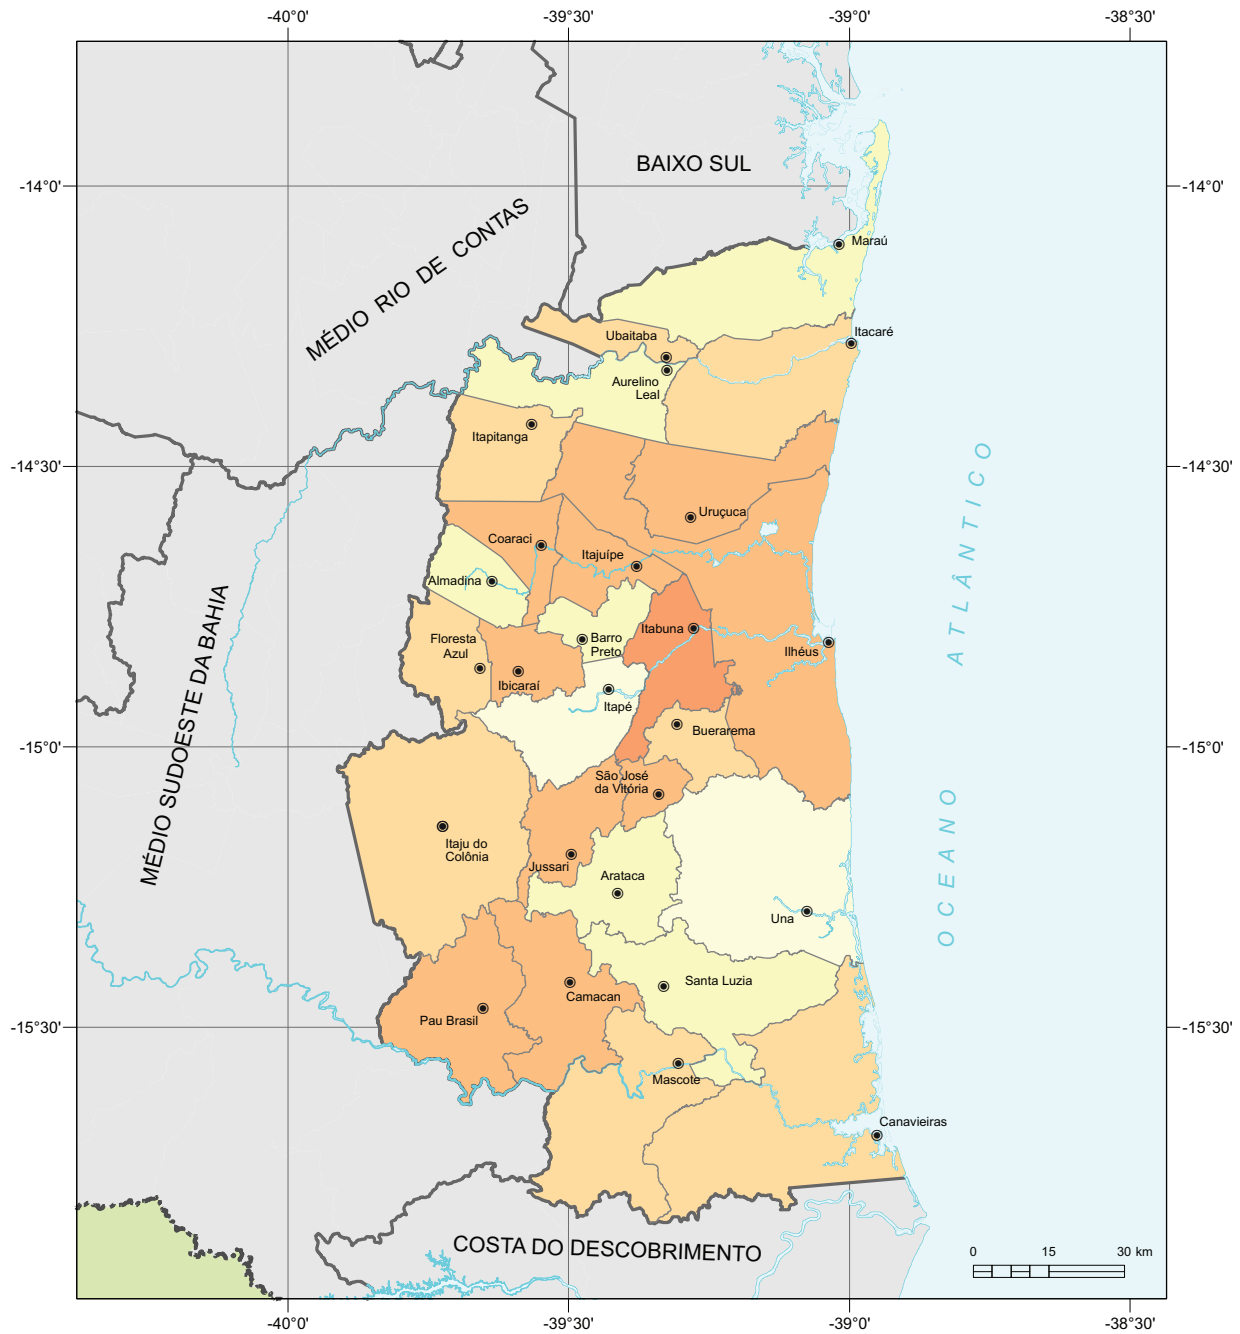 -40°0'
-39°30'
-39°0'
-38°30'
BAIXO SUL
-14°0'
-14°0'
MÉDIO RIO DE CONTAS
Maraú
Itacaré
Ubaitaba
Aurelino
Leal
Itapitanga
-14°30'
-14°30'
Uruçuca
Coaraci
Itajuípe
Almadina
OCEANO ATLÂNTICO
MÉDIO SUDOESTE DA BAHIA
Itabuna
Floresta
Azul
Barro
Preto
Ilhéus
Ibicaraí
Itapé
Buerarema
-15°0'
-15°0'
São José
da Vitória
Itaju do
Colônia
Jussari
Arataca
Una
Santa Luzia
Camacan
Pau Brasil
-15°30'
-15°30'
Mascote
Canavieiras
COSTA DO DESCOBRIMENTO
0 15 30 km
-40°0'
-39°30'
-39°0'
-38°30'